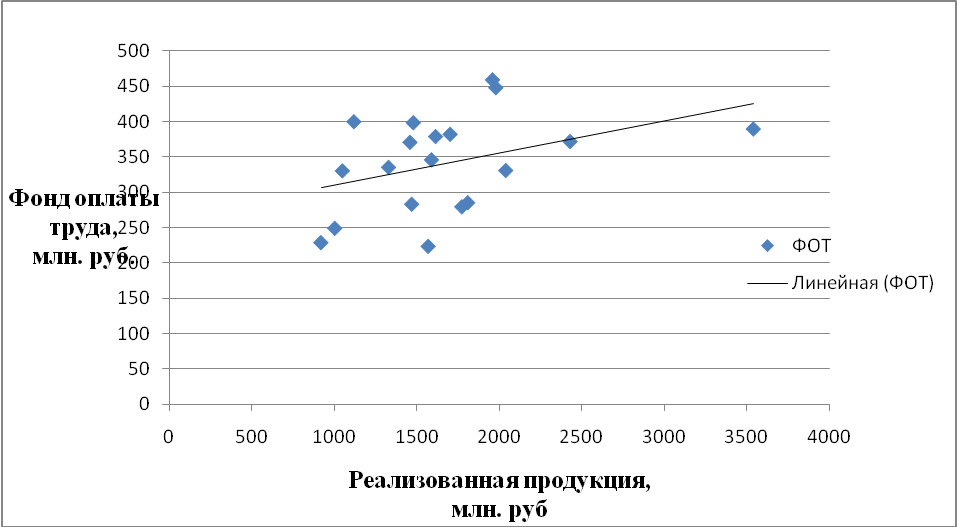 500
450
400
350
300
250
200
150
100
50
0
Фонд оплаты
труда,
млн. руб.
ФОТ
Линейная (ФОТ)
0 500 1000 1500 2000 2500 3000 3500 4000
Реализованная продукция,
млн. руб